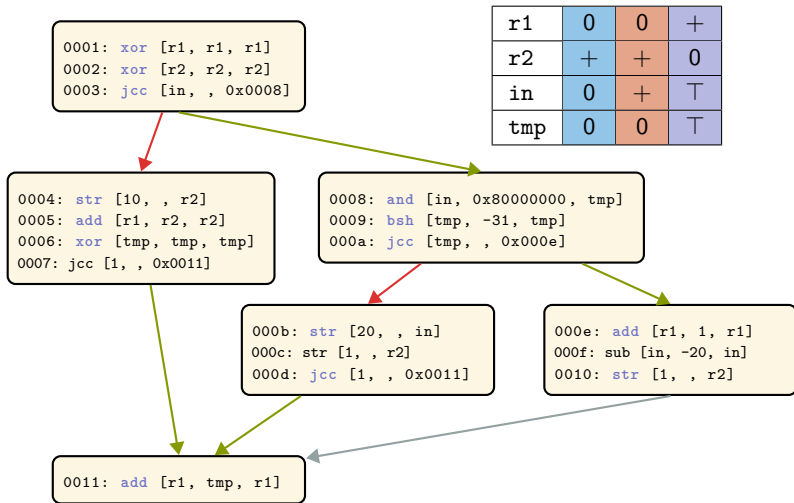 0001: xor [r1, r1, r1]
0002: xor [r2, r2, r2]
0003: jcc [in, , 0x0008]
r1 0 0 +
r2 + + 0
in 0 + ⊤
tmp 0 0 ⊤
0004: str [10, , r2]
0005: add [r1, r2, r2]
0006: xor [tmp, tmp, tmp]
0007: jcc [1, , 0x0011]
0008: and [in, 0x80000000, tmp]
0009: bsh [tmp, -31, tmp]
000a: jcc [tmp, , 0x000e]
000b: str [20, , in]
000c: str [1, , r2]
000d: jcc [1, , 0x0011]
000e: add [r1, 1, r1]
000f: sub [in, -20, in]
0010: str [1, , r2]
0011: add [r1, tmp, r1]